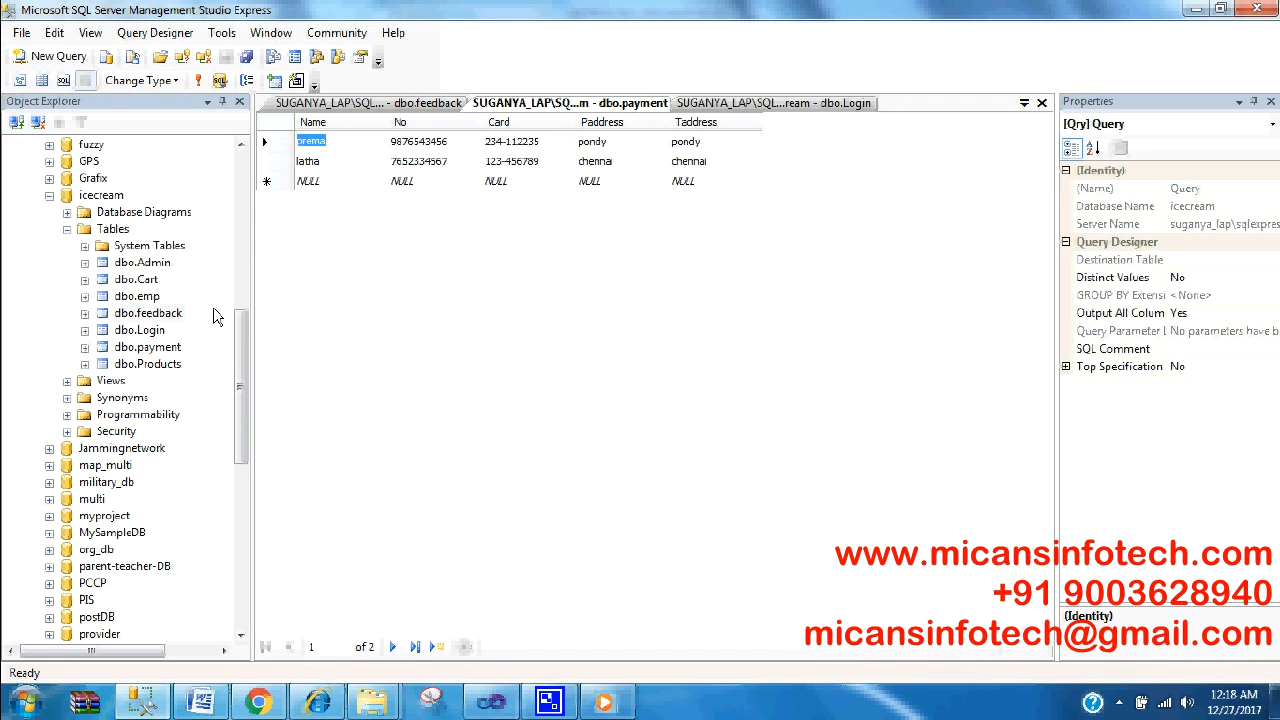 Microsoft SQL Server Management Studio Express
File Edit View Query Designer Tools Window Community Help
New Query
Change Type
Object Explorer
SUGANYA_LAP\SQL... - dbo.feedback SUGANYA_LAP\SQ...m - dbo.payment SUGANYA_LAP\SQL...ream - dbo.Login
Properties
[Qry] Query
Name No Card Paddress Taddress
prema 9876543456 234-112235 pondy pondy
latha 7652334567 123-456789 chennai chennai
NULL NULL NULL NULL NULL
fuzzy
GPS
Grafix
icecream
Database Diagrams
Tables
System Tables
dbo.Admin
dbo.Cart
dbo.emp
dbo.feedback
dbo.Login
dbo.payment
dbo.Products
Views
Synonyms
Programmability
Security
Jammingnetwork
map_multi
military_db
multi
myproject
MySampleDB
org_db
parent-teacher-DB
PCCP
PIS
postDB
provider
(Identity)
(Name) Query
Database Name icecream
Server Name suganya_lap\sqlexpres
Query Designer
Destination Table
Distinct Values No
GROUP BY Extensi <None>
Output All Colum Yes
Query Parameter L No parameters have b
SQL Comment
Top Specification No
www.micansinfotech.com
+91 9003628940
(Identity)
micansinfotech@gmail.com
1 of 2
Ready
12:18 AM
12/27/2017